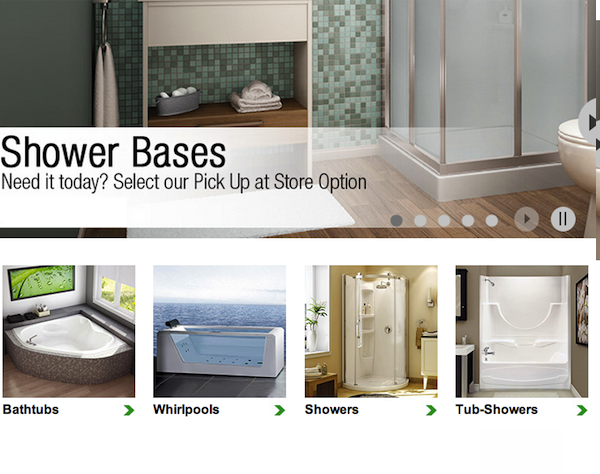 Shower Bases
Need it today? Select our Pick Up at Store Option
Bathtubs
Whirlpools
Showers
Tub-Showers